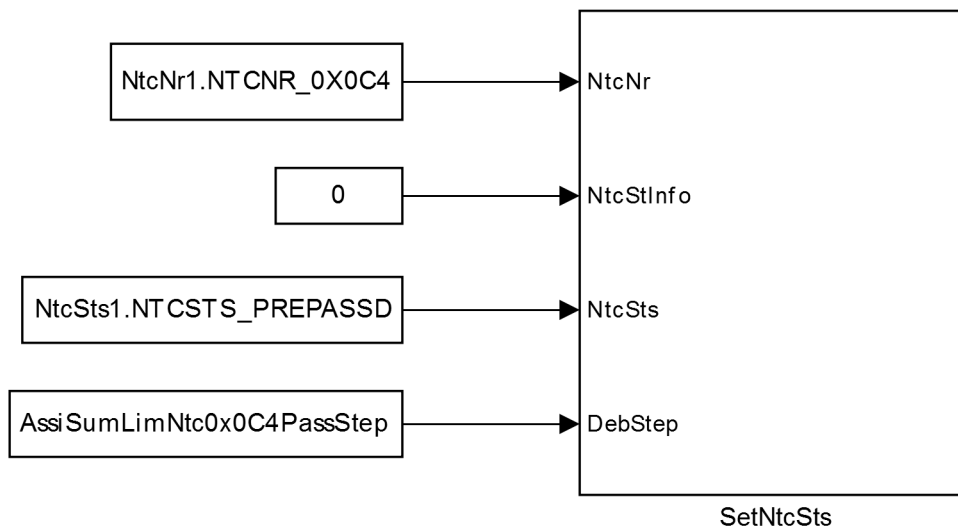 NtcNr1.NTCNR_0X0C4
NtcNr
0
NtcStInfo
NtcSts1.NTCSTS_PREPASSD
NtcSts
AssiSumLimNtc0x0C4PassStep
DebStep
SetNtcSts